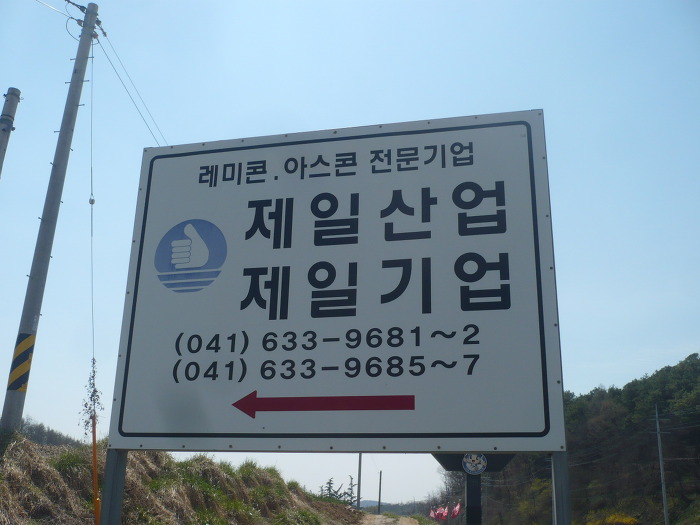 레미콘.아스콘 전문기업
제일산업
제일기업
(041) 633-9681~2
(041) 633-9685~7